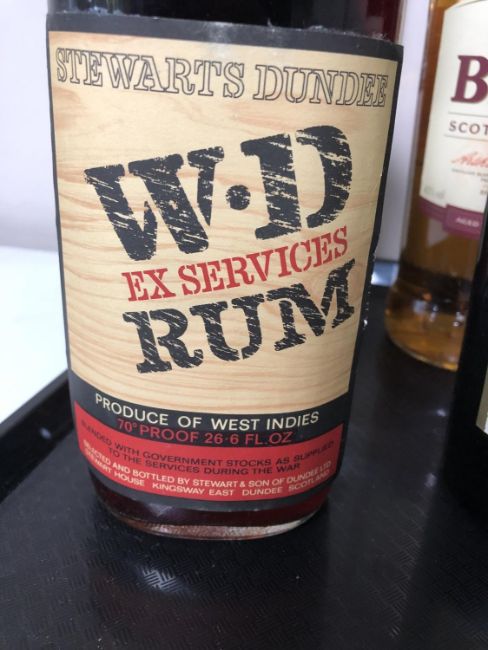 STEWARTS DUNDEE
W·D
EX SERVICES
RUM
PRODUCE OF WEST INDIES
70° PROOF 26·6 FL.OZ
BLENDED WITH GOVERNMENT STOCKS AS SUPPLIED
TO THE SERVICES DURING THE WAR
SELECTED AND BOTTLED BY STEWART & SON OF DUNDEE LTD
STEWART HOUSE KINGSWAY EAST DUNDEE SCOTLAND
B
SCOT
AGED